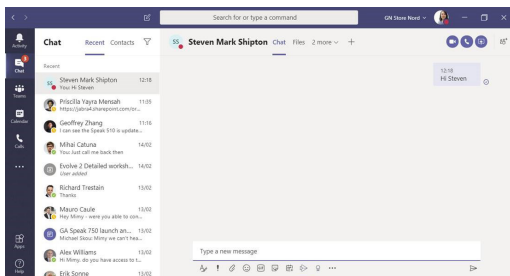 Search for or type a command
GN Store Nord
Activity
Chat
Teams
Calendar
Calls
Apps
Help
Chat Recent Contacts
Recent
SS Steven Mark Shipton 12:18
You: Hi Steven
Priscilla Yayra Mensah 11:35
https://jabra4.sharepoint.com/or...
Geoffrey Zhang 11:16
I can see the Speak 510 is update...
Mihai Catuna 14/02
You: Just call me back then
Evolve 2 Detailed worksh... 14/02
User added
Richard Trestain 13/02
Thanks
Mauro Caule 13/02
Hey Mimy - were you able to con...
GA Speak 750 launch an... 13/02
Michael Skou: Mimy we can't hea...
Alex Williams 13/02
Hi Mimy, do you have access to t...
Erik Sonne 13/02
SS Steven Mark Shipton Chat Files 2 more +
12:18
Hi Steven
Type a new message
GIF